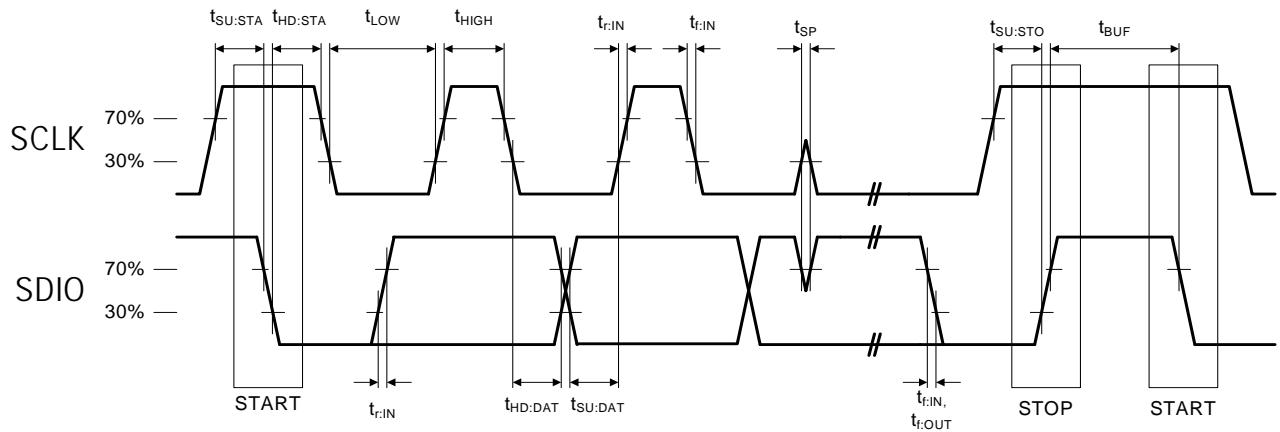 tSU:STA tHD:STA tLOW tHIGH tr:IN tf:IN tSP tSU:STO tBUF
SCLK 70%
30%
SDIO 70%
30%
START tr:IN tHD:DAT tSU:DAT tf:IN, STOP START
tf:OUT